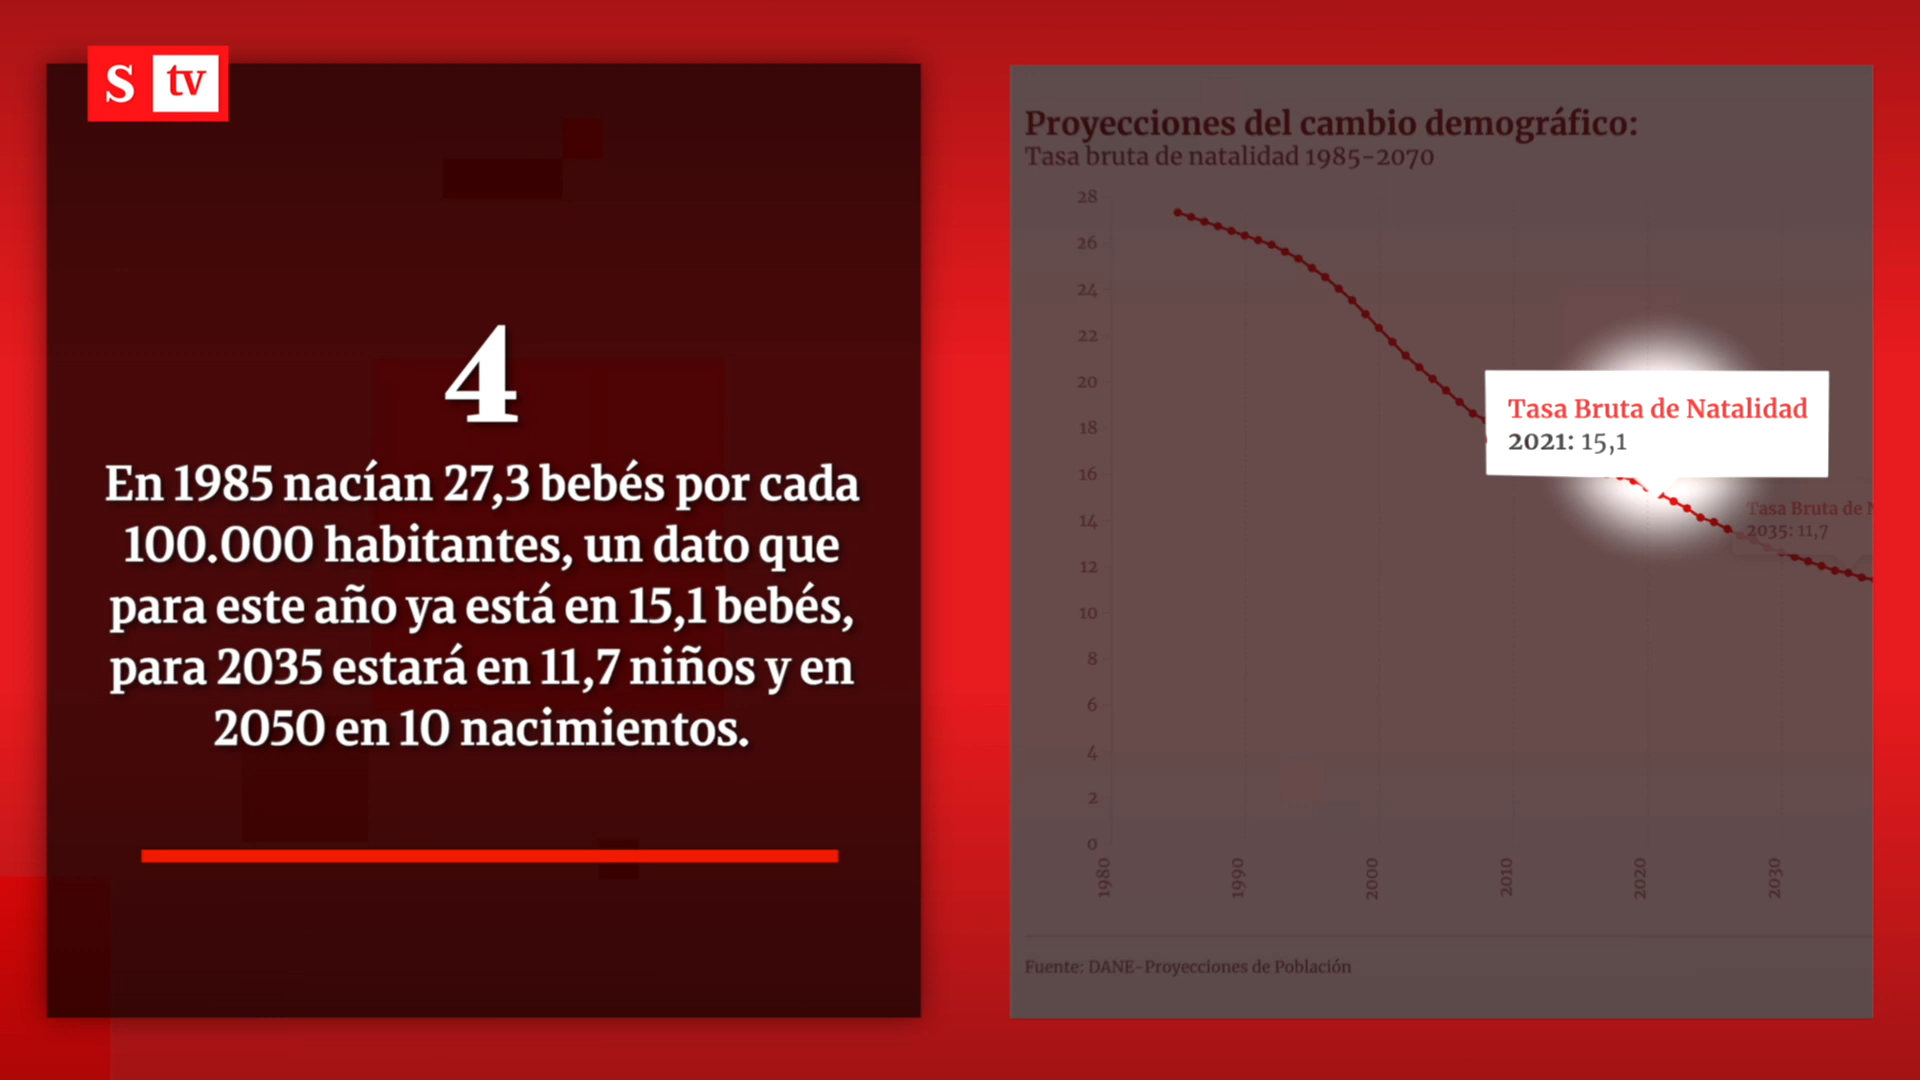 S tv
4
En 1985 nacían 27,3 bebés por cada
100.000 habitantes, un dato que
para este año ya está en 15,1 bebés,
para 2035 estará en 11,7 niños y en
2050 en 10 nacimientos.
Proyecciones del cambio demográfico:
Tasa bruta de natalidad 1985-2070
28
26
24
22
20
18
16
14
12
10
8
6
4
2
0
Tasa Bruta de Natalidad
2021: 15,1
Tasa Bruta de
2035: 11,7
1980
1990
2000
2010
2020
2030
Fuente: DANE-Proyecciones de Población